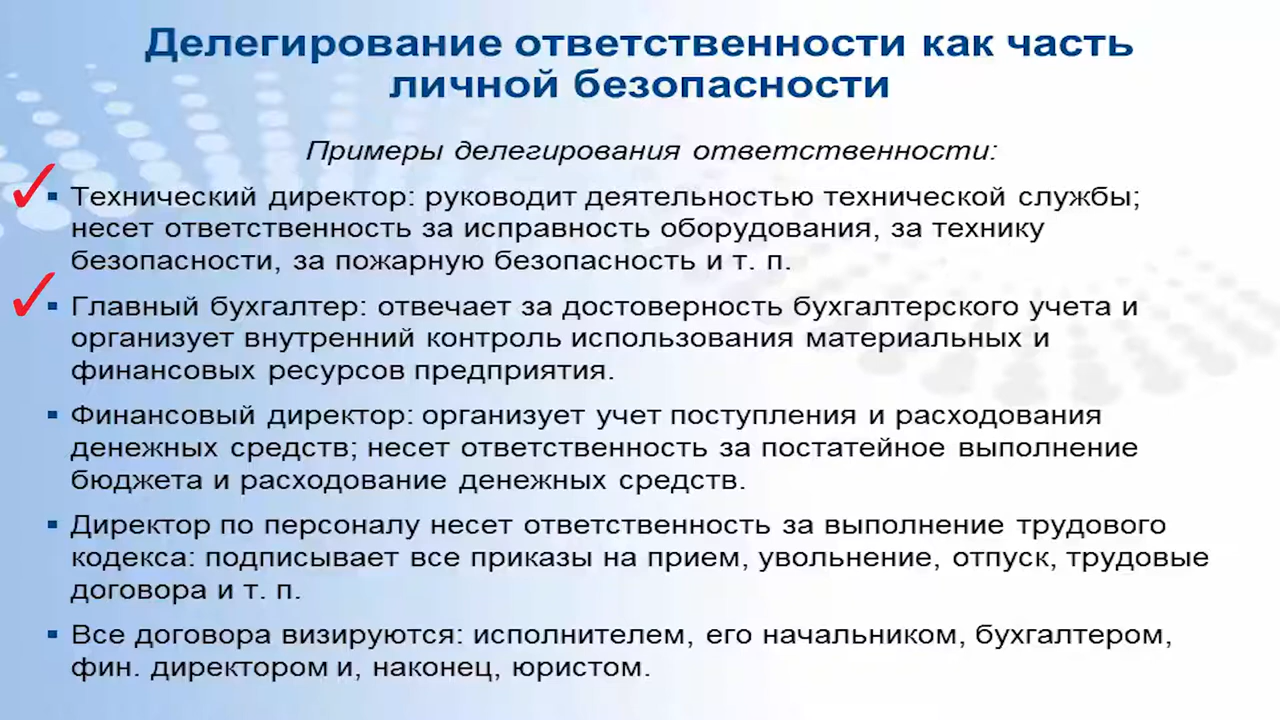 Делегирование ответственности как часть
личной безопасности
Примеры делегирования ответственности:
Технический директор: руководит деятельностью технической службы;
несет ответственность за исправность оборудования, за технику
безопасности, за пожарную безопасность и т. п.
Главный бухгалтер: отвечает за достоверность бухгалтерского учета и
организует внутренний контроль использования материальных и
финансовых ресурсов предприятия.
Финансовый директор: организует учет поступления и расходования
денежных средств; несет ответственность за постатейное выполнение
бюджета и расходование денежных средств.
Директор по персоналу несет ответственность за выполнение трудового
кодекса: подписывает все приказы на прием, увольнение, отпуск, трудовые
договора и т. п.
Все договора визируются: исполнителем, его начальником, бухгалтером,
фин. директором и, наконец, юристом.